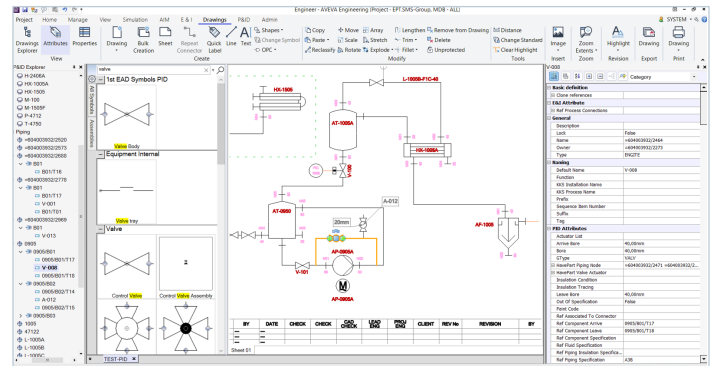 Engineer - AVEVA Engineering (Project - EPT.SMS-Group. MDB - ALL)
Project Home Manage View Simulation AIM E & I Drawings P&ID Admin
SYSTEM
Shapes
Change Symbol
OPC
Copy Move Array Lengthen Remove from Drawing Distance
Paste Scale Stretch Trim Delete Change Standard
Reclassify Rotate Explode Fillet Unprotected Clear Highlight
Drawings Explorer
Attributes
Properties
Drawing
Bulk Creation
Sheet
Repeat Connector
Quick Label
Line
Text
Image
Zoom Extents
Highlight
Drawing
View Create Modify Tools Insert Zoom Revision Export Print
P&ID Explorer
H-2406A
HX-1005A
HX-1505
M-100
M-1509F
P-4712
T-4750
Piping
=604003932/2520
=604003932/2573
=604003932/2608
B01
B01/T16
=604003932/2778
B01
B01/T17
V-001
B01/T01
=604003932/2969
B01
V-013
0905
0905/B01
0905/B01/T17
V-008
0905/B01/T18
0905/B02
0905/B02/T14
A-012
0905/B02/T15
0905/B03
1005
47122
L-1005A
L-1005B
L-1005C
valve
All Symbols
Assemblies
1st EAD Symbols PID
Valve Body
Equipment Internal
Valve tray
Valve
Control Valve
Control Valve Assembly
HX-1505
L-1005B-F1C-40
AT-1005A
HX-1005A
V-100
A-012
AT-0950
20mm
AF-1005
AP-0905A
V-101
M
AP-0905A
BY DATE CHECK CHECK CAD CHECK LEAD ENG PROJ ENG CLIENT REV No REVISION BY
Sheet 01
TEST-PID
V-008
Category
Basic definition
Clone references
E&I Attribute
Ref Process Connections
General
Description
Lock False
Name =604003932/2464
Owner =604003932/2273
Type ENGITE
Naming
Default Name V-008
Function
KKS Installation Name
KKS Process Name
Prefix
Sequence Item Number
Suffix
Tag
PID Attributes
Actuator List
Arrive Bore 40,00mm
Bore 40,00mm
GType VALV
HavePart Piping Node =604003932/2471 =604003932/2...
HavePart Valve Actuator
Insulation Condition
Insulation Tracing
Leave Bore 40,00mm
Out Of Specification False
Paint Code
Ref Associated To Connector
Ref Component Arrive 0905/B01/T17
Ref Component Leave 0905/B01/T18
Ref Component Specification
Ref Fluid Specification
Ref Piping Insulation Specifica...
Ref Piping Specification A3B